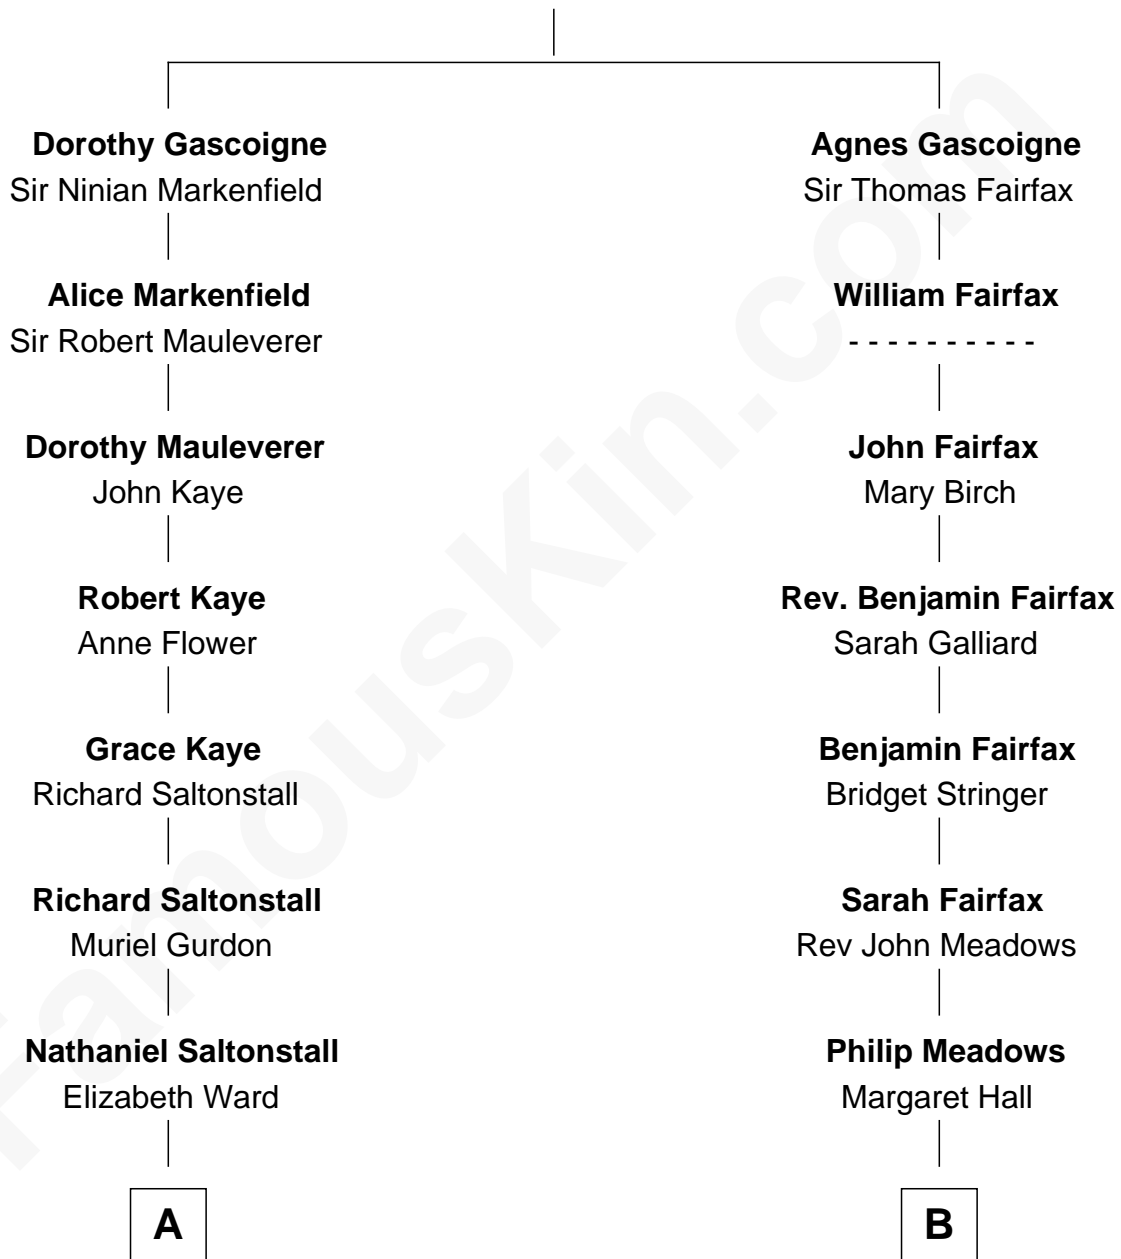 Dorothy Gascoigne
Sir Ninian Markenfield
Alice Markenfield
Sir Robert Mauleverer
Dorothy Mauleverer
John Kaye
Robert Kaye
Anne Flower
Grace Kaye
Richard Saltonstall
Richard Saltonstall
Muriel Gurdon
Nathaniel Saltonstall
Elizabeth Ward
A
Agnes Gascoigne
Sir Thomas Fairfax
William Fairfax
- - - - - - - - - -
John Fairfax
Mary Birch
Rev. Benjamin Fairfax
Sarah Galliard
Benjamin Fairfax
Bridget Stringer
Sarah Fairfax
Rev John Meadows
Philip Meadows
Margaret Hall
B
FamousKin.com